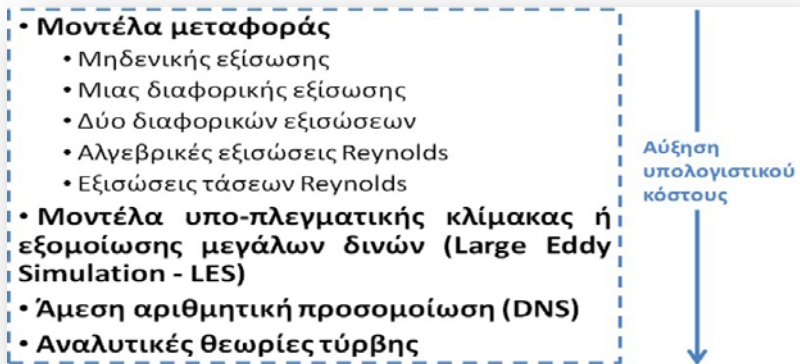 • Μοντέλα μεταφοράς
• Μηδενικής εξίσωσης
• Μιας διαφορικής εξίσωσης
• Δύο διαφορικών εξισώσεων
• Αλγεβρικές εξισώσεις Reynolds
• Εξισώσεις τάσεων Reynolds
• Μοντέλα υπο-πλεγματικής κλίμακας ή
εξομοίωσης μεγάλων δινών (Large Eddy
Simulation - LES)
• Άμεση αριθμητική προσομοίωση (DNS)
• Αναλυτικές θεωρίες τύρβης
Αύξηση
υπολογιστικού
κόστους